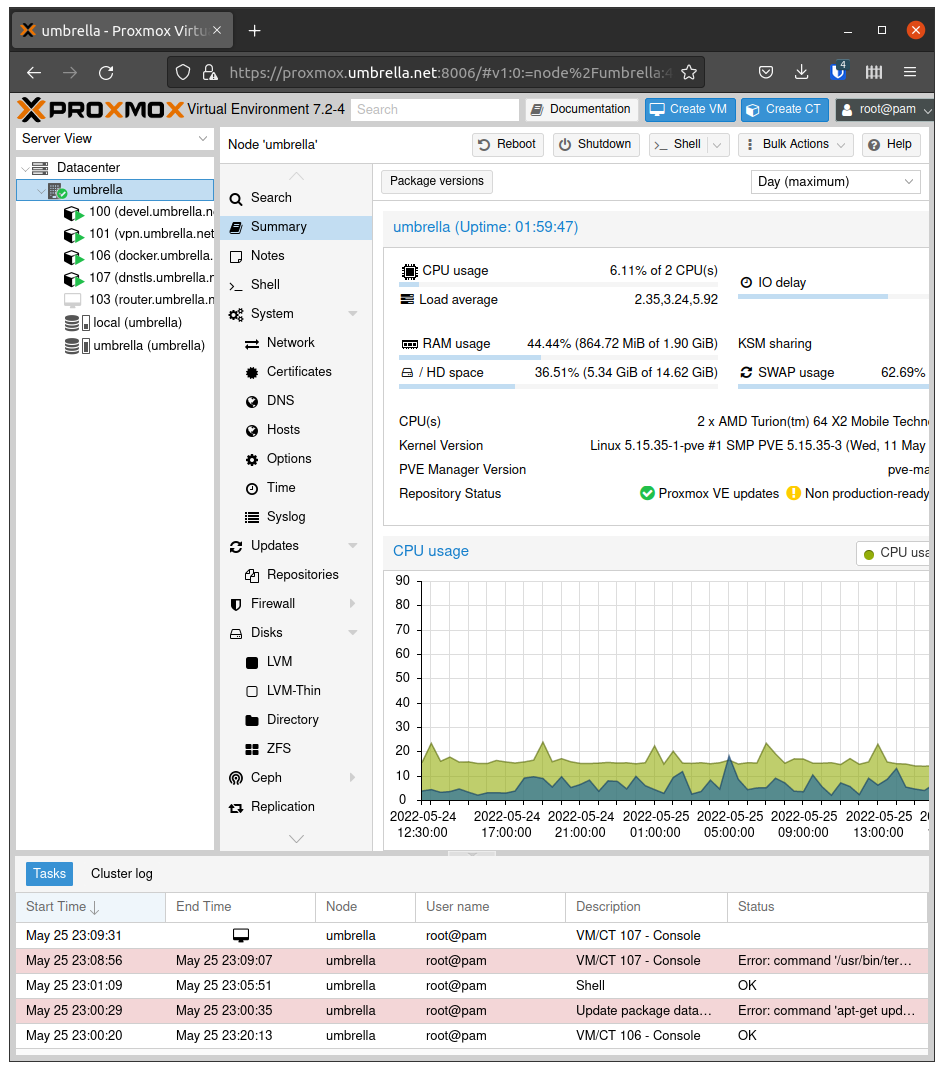 umbrella - Proxmox Virtu
https://proxmox.umbrella.net:8006/#v1:0:=node%2Fumbrella:4
4
PROXMOX Virtual Environment 7.2-4 Search Documentation Create VM Create CT root@pam
Server View
Node 'umbrella' Reboot Shutdown Shell Bulk Actions Help
Datacenter
umbrella
100 (devel.umbrella.n
101 (vpn.umbrella.net
106 (docker.umbrella.
107 (dnstls.umbrella.n
103 (router.umbrella.n
local (umbrella)
umbrella (umbrella)
Search
Summary
Notes
Shell
System
Network
Certificates
DNS
Hosts
Options
Time
Syslog
Updates
Repositories
Firewall
Disks
LVM
LVM-Thin
Directory
ZFS
Ceph
Replication
Package versions Day (maximum)
umbrella (Uptime: 01:59:47)
CPU usage 6.11% of 2 CPU(s)
IO delay
Load average 2.35,3.24,5.92
RAM usage 44.44% (864.72 MiB of 1.90 GiB) KSM sharing
/ HD space 36.51% (5.34 GiB of 14.62 GiB) SWAP usage 62.69%
CPU(s) 2 x AMD Turion(tm) 64 X2 Mobile Techn
Kernel Version Linux 5.15.35-1-pve #1 SMP PVE 5.15.35-3 (Wed, 11 May
PVE Manager Version pve-ma
Repository Status Proxmox VE updates Non production-ready
CPU usage CPU usa
90
80
70
60
50
40
30
20
10
0
2022-05-24 2022-05-24 2022-05-24 2022-05-25 2022-05-25 2022-05-25 2022-05-25 20
12:30:00 17:00:00 21:00:00 01:00:00 05:00:00 09:00:00 13:00:00
Tasks Cluster log
Start Time End Time Node User name Description Status
May 25 23:09:31 umbrella root@pam VM/CT 107 - Console
May 25 23:08:56 May 25 23:09:07 umbrella root@pam VM/CT 107 - Console Error: command '/usr/bin/ter...
May 25 23:01:09 May 25 23:05:51 umbrella root@pam Shell OK
May 25 23:00:29 May 25 23:00:35 umbrella root@pam Update package data... Error: command 'apt-get upd...
May 25 23:00:20 May 25 23:20:13 umbrella root@pam VM/CT 106 - Console OK